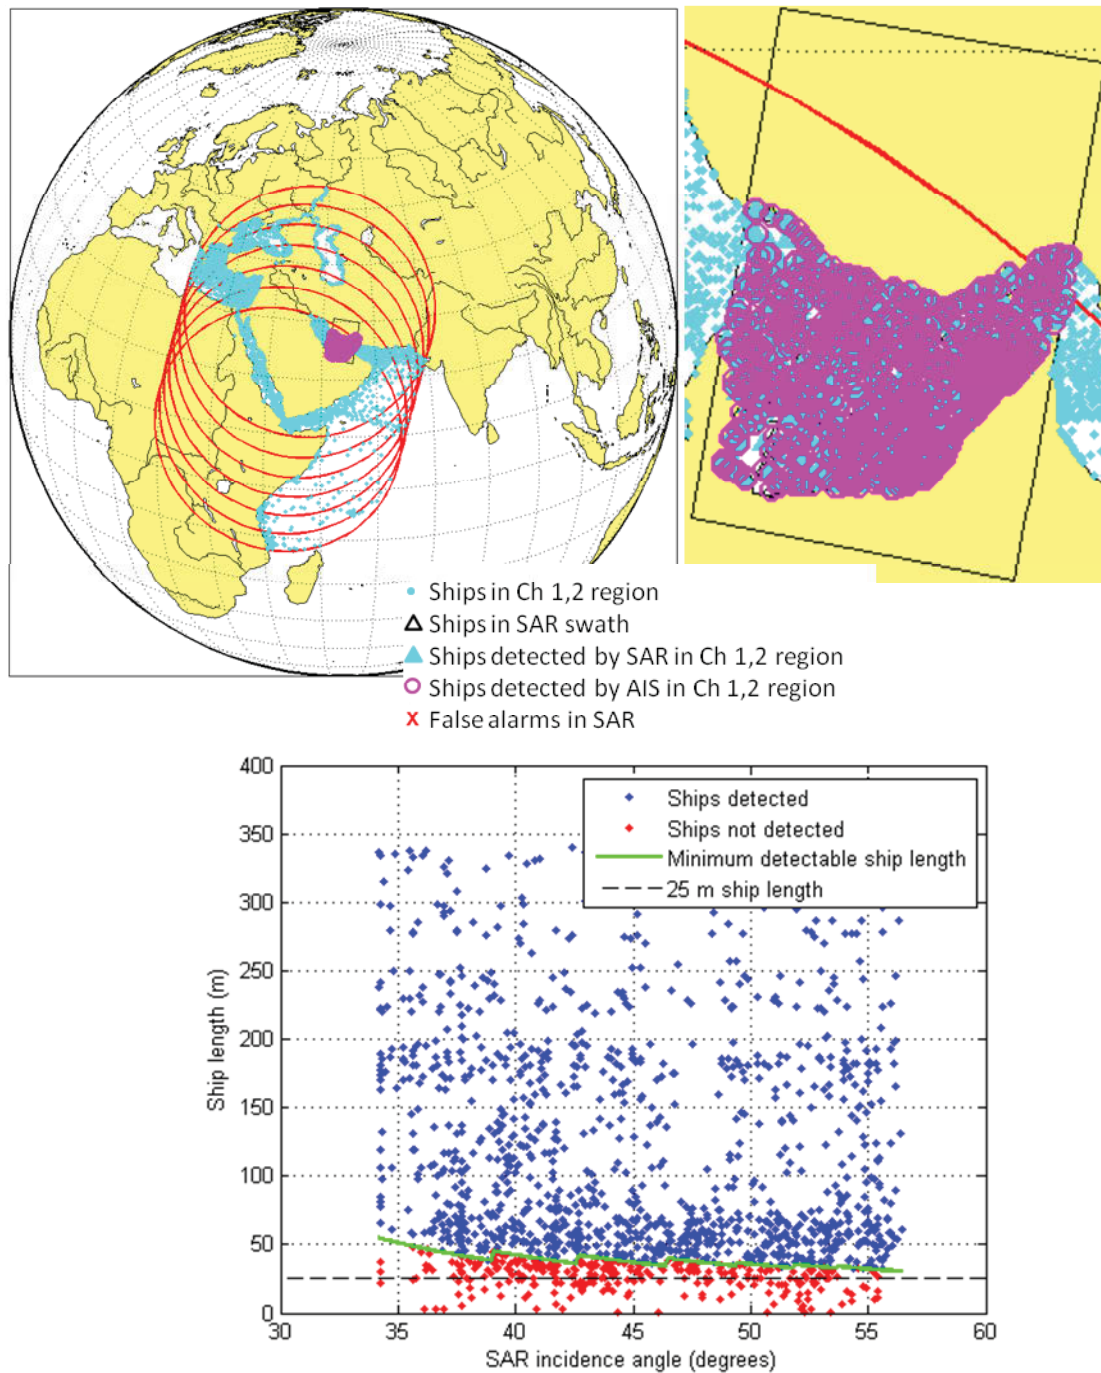 Ships in Ch 1,2 region
Ships in SAR swath
Ships detected by SAR in Ch 1,2 region
Ships detected by AIS in Ch 1,2 region
x False alarms in SAR
400
350
300
250
200
150
100
50
0
Ship length (m)
Ships detected
Ships not detected
Minimum detectable ship length
25 m ship length
30
35
40
45
50
55
60
SAR incidence angle (degrees)